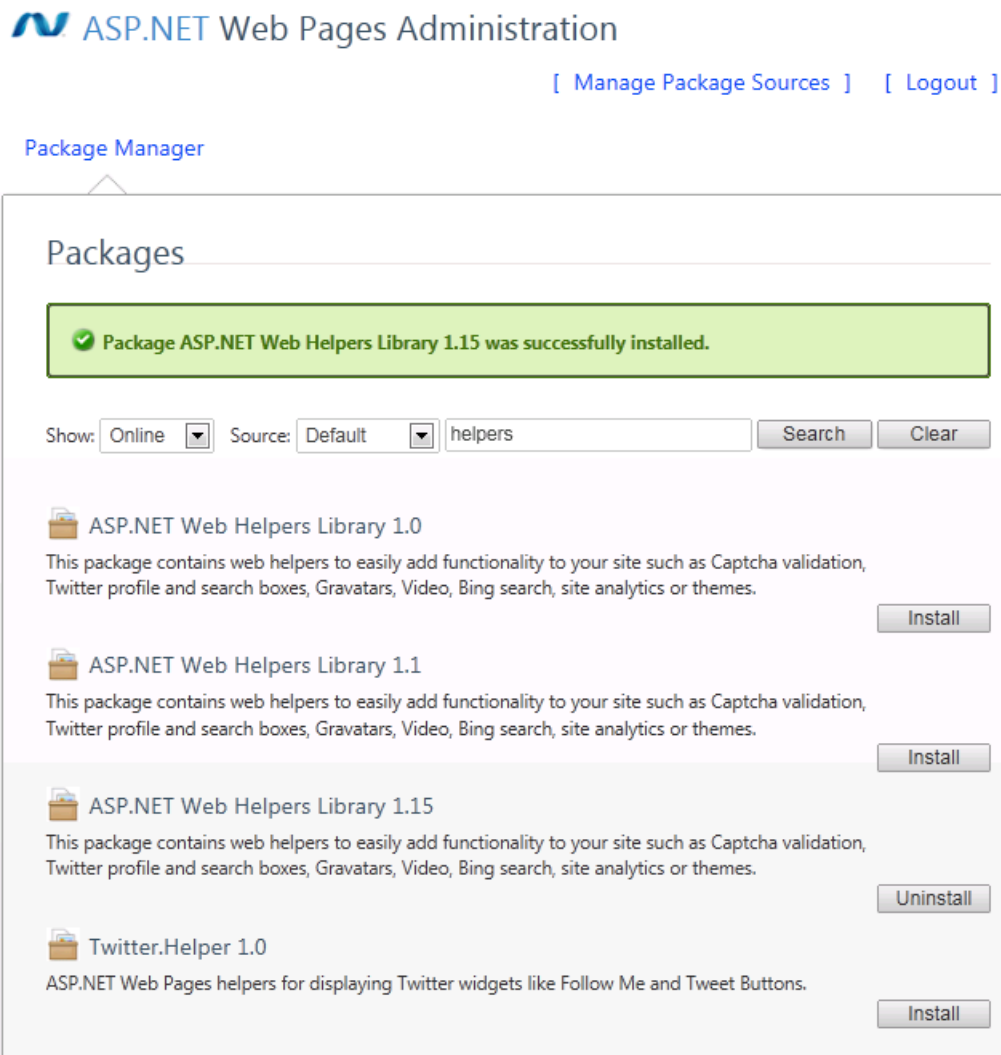 ASP.NET Web Pages Administration
[ Manage Package Sources ] [ Logout ]
Package Manager
Packages
Package ASP.NET Web Helpers Library 1.15 was successfully installed.
Show: Online Source: Default helpers Search Clear
ASP.NET Web Helpers Library 1.0
This package contains web helpers to easily add functionality to your site such as Captcha validation,
Twitter profile and search boxes, Gravatars, Video, Bing search, site analytics or themes.
Install
ASP.NET Web Helpers Library 1.1
This package contains web helpers to easily add functionality to your site such as Captcha validation,
Twitter profile and search boxes, Gravatars, Video, Bing search, site analytics or themes.
Install
ASP.NET Web Helpers Library 1.15
This package contains web helpers to easily add functionality to your site such as Captcha validation,
Twitter profile and search boxes, Gravatars, Video, Bing search, site analytics or themes.
Uninstall
Twitter.Helper 1.0
ASP.NET Web Pages helpers for displaying Twitter widgets like Follow Me and Tweet Buttons.
Install